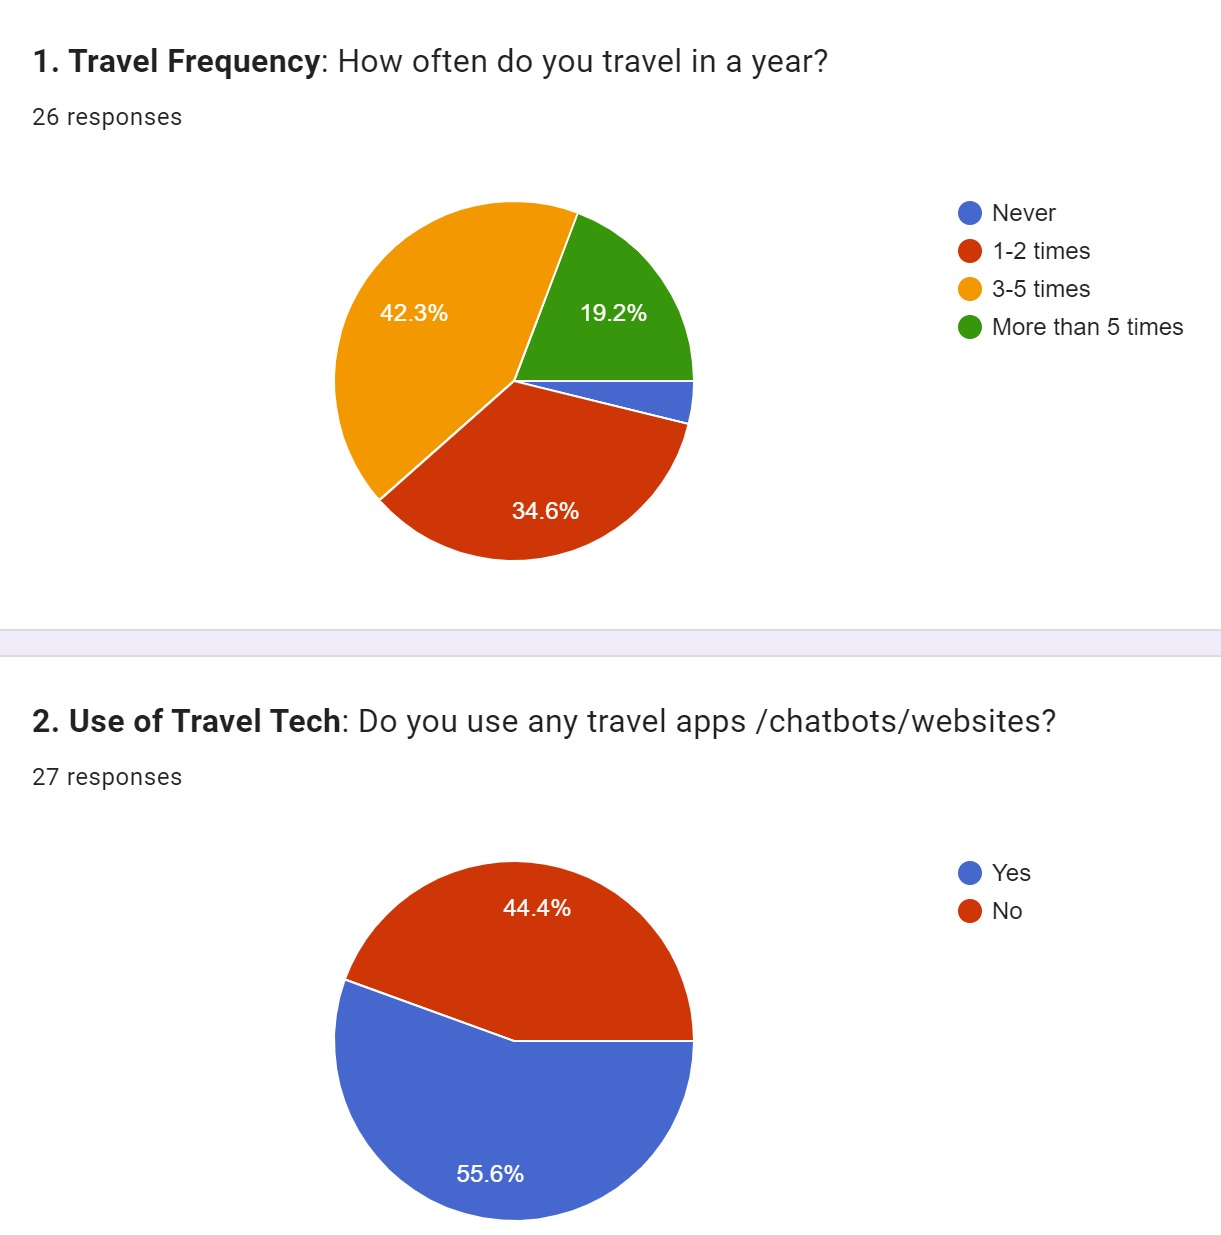 1. Travel Frequency: How often do you travel in a year?
26 responses
Never
1-2 times
3-5 times
More than 5 times
42.3%
19.2%
34.6%
2. Use of Travel Tech: Do you use any travel apps /chatbots/websites?
27 responses
Yes
No
44.4%
55.6%